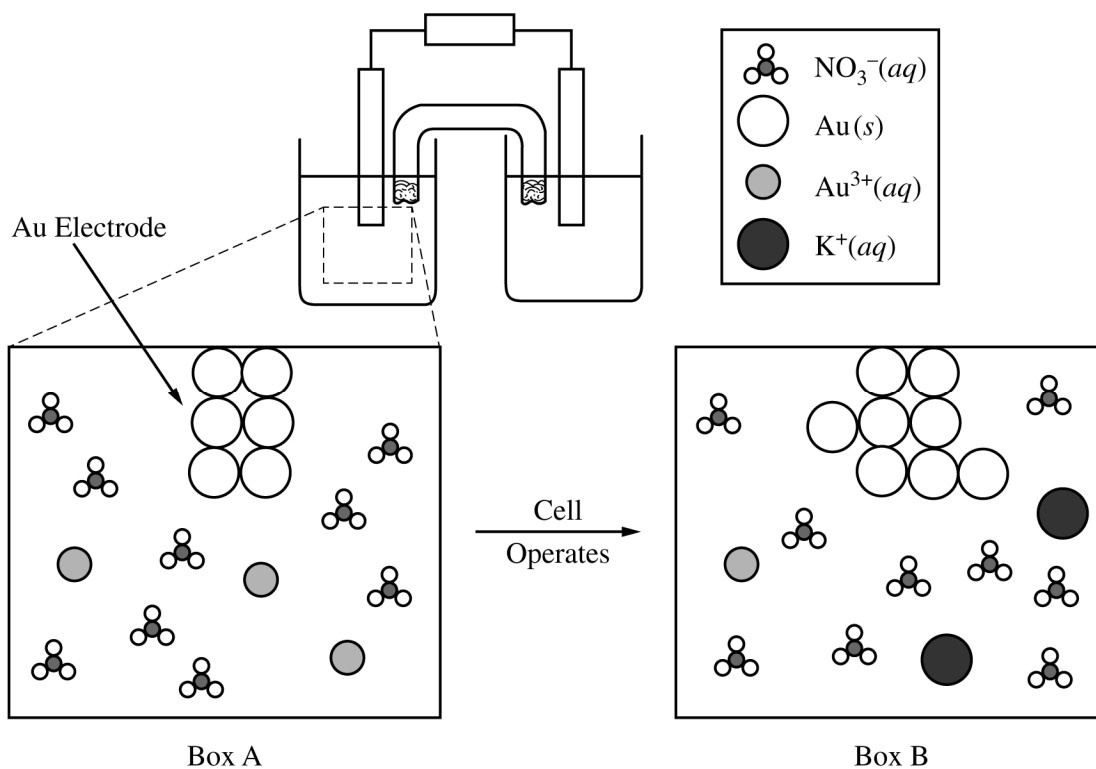 NO₃⁻(aq)
Au(s)
Au³⁺(aq)
K⁺(aq)
Au Electrode
Cell
Operates
Box A
Box B